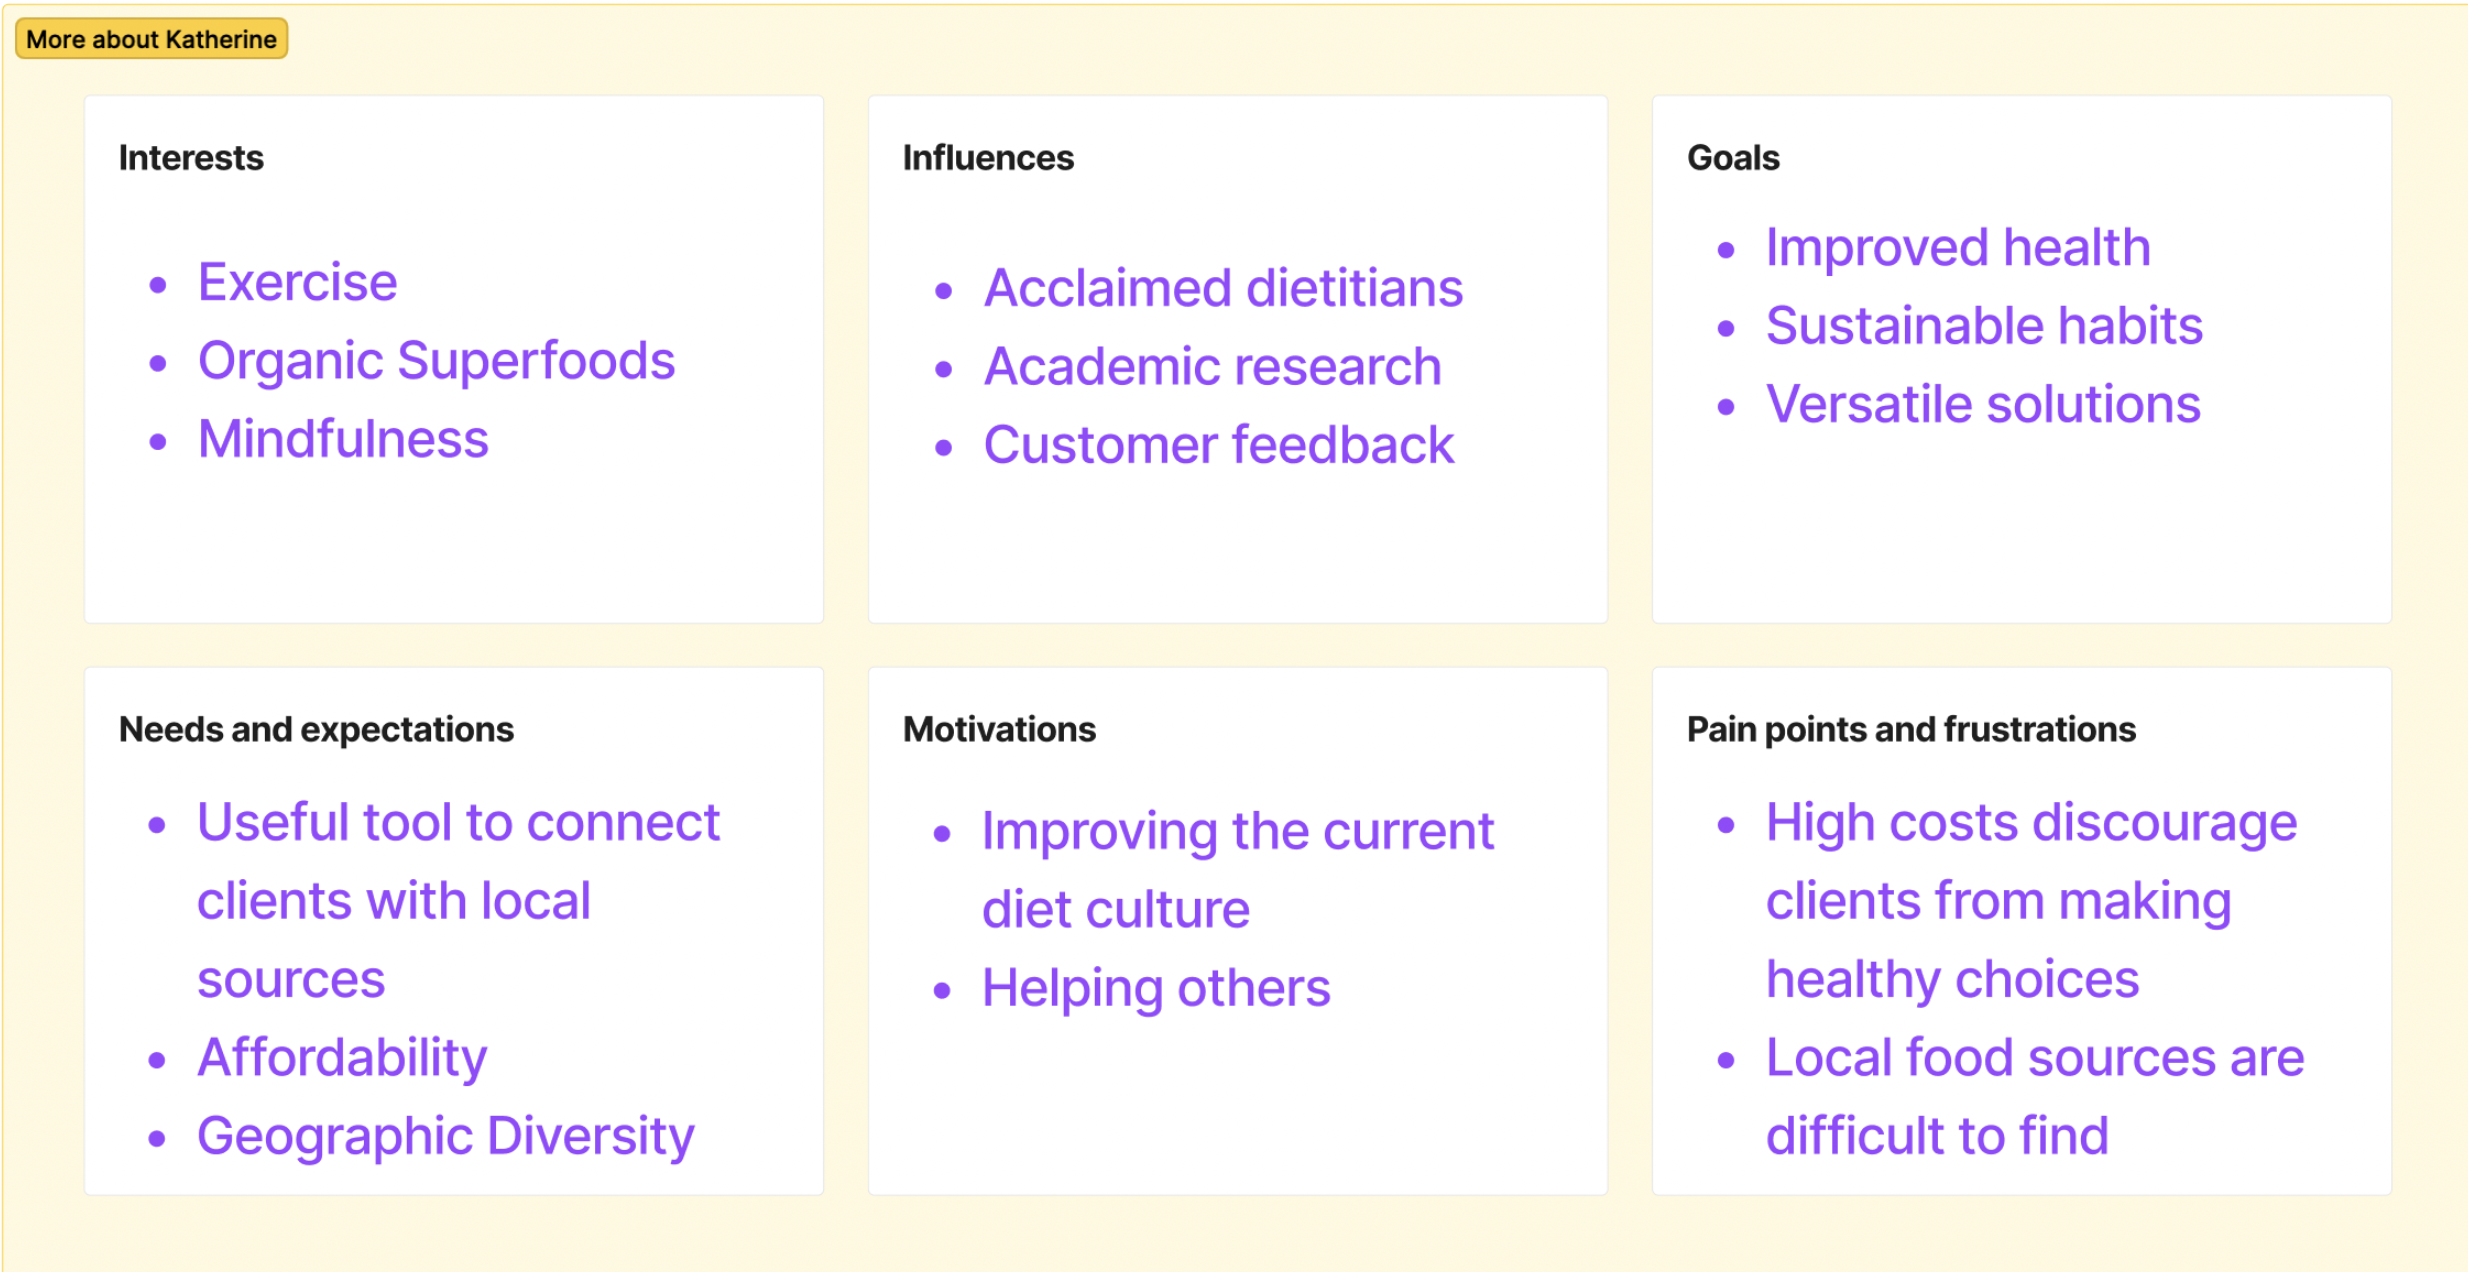 More about Katherine
Interests
• Exercise
• Organic Superfoods
• Mindfulness
Influences
• Acclaimed dietitians
• Academic research
• Customer feedback
Goals
• Improved health
• Sustainable habits
• Versatile solutions
Needs and expectations
• Useful tool to connect
clients with local
sources
• Affordability
• Geographic Diversity
Motivations
• Improving the current
diet culture
• Helping others
Pain points and frustrations
• High costs discourage
clients from making
healthy choices
• Local food sources are
difficult to find